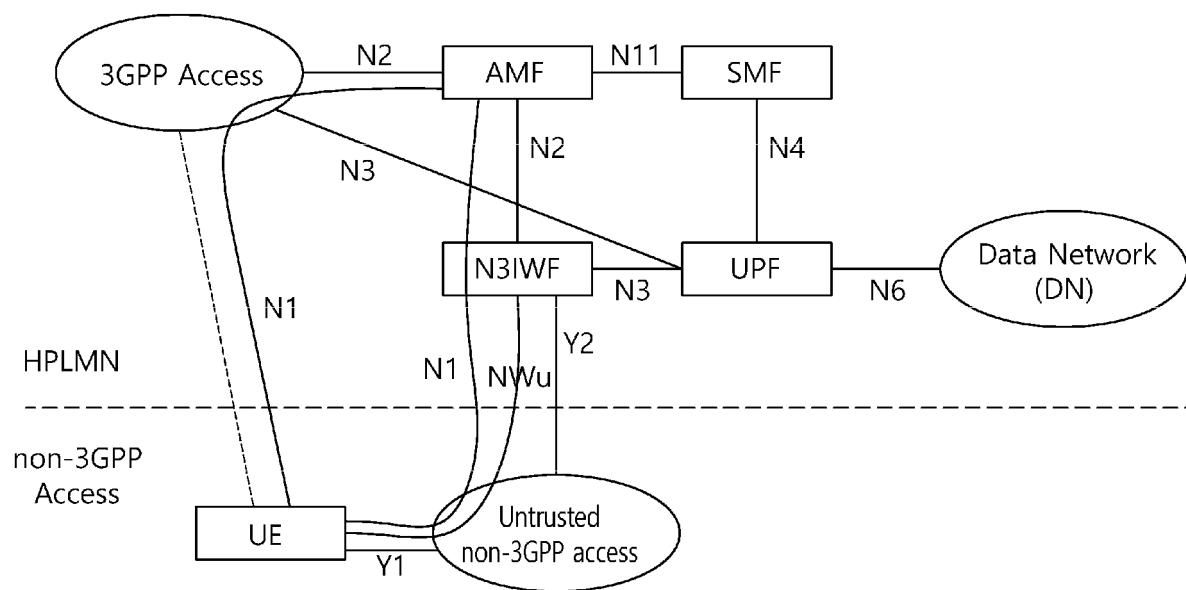 3GPP Access
N2
AMF
N11
SMF
N3
N2
N4
N1
N3IWF
N3
UPF
N6
Data Network
(DN)
HPLMN
N1
NWu
Y2
non-3GPP
Access
UE
Y1
Untrusted
non-3GPP access